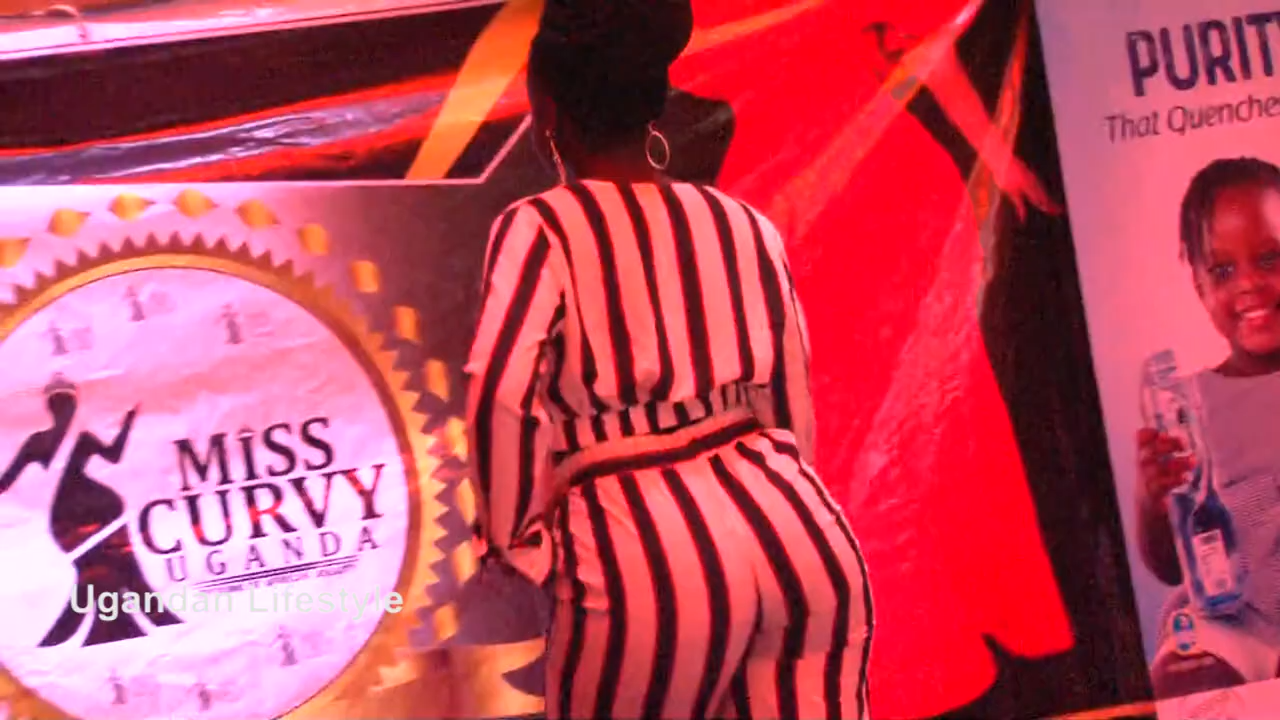 MISS
CURVY
UGANDA
Ugandan Lifestyle
PURIT
That Quenche